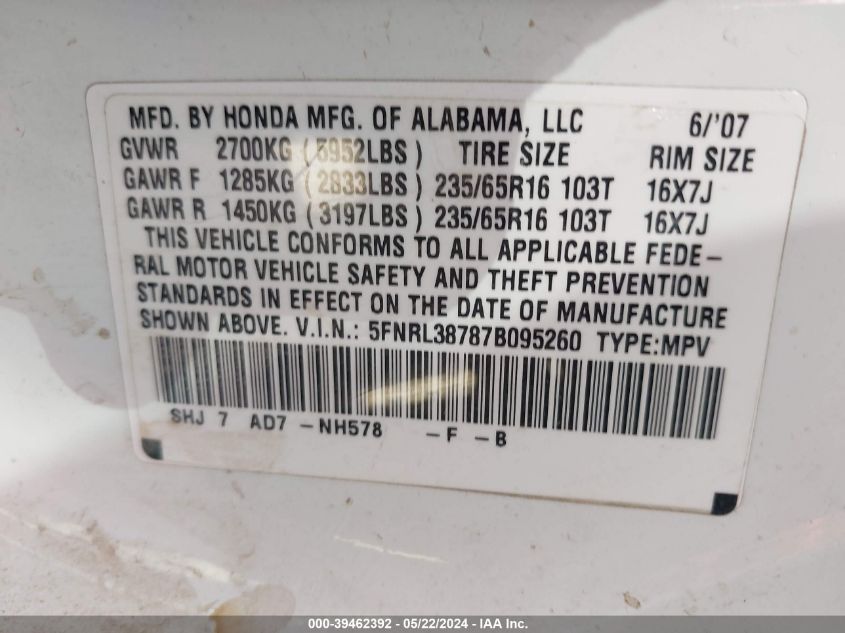 MFD. BY HONDA MFG. OF ALABAMA, LLC 6/'07
GVWR 2700KG (5952LBS) TIRE SIZE RIM SIZE
GAWR F 1285KG (2833LBS) 235/65R16 103T 16X7J
GAWR R 1450KG (3197LBS) 235/65R16 103T 16X7J
THIS VEHICLE CONFORMS TO ALL APPLICABLE FEDE-
RAL MOTOR VEHICLE SAFETY AND THEFT PREVENTION
STANDARDS IN EFFECT ON THE DATE OF MANUFACTURE
SHOWN ABOVE. V.I.N.: 5FNRL38787B095260 TYPE:MPV
SHJ 7 AD7 -NH578 -F -B
000-39462392 - 05/22/2024 - IAA Inc.